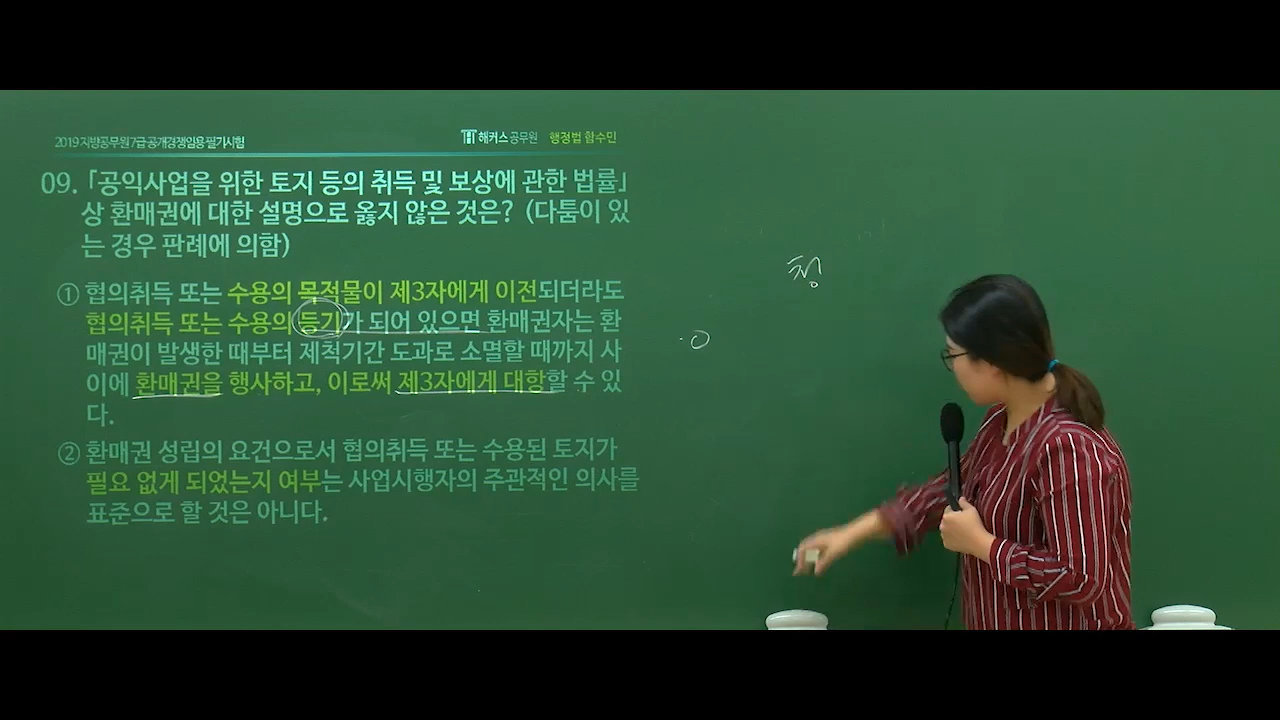 2019 지방공무원 7급 공개경쟁임용 필기시험
해커스 공무원 행정법 함수민
09. 「공익사업을 위한 토지 등의 취득 및 보상에 관한 법률」
상 환매권에 대한 설명으로 옳지 않은 것은? (다툼이 있
는 경우 판례에 의함)
① 협의취득 또는 수용의 목적물이 제3자에게 이전되더라도
협의취득 또는 수용의 등기가 되어 있으면 환매권자는 환
매권이 발생한 때부터 제척기간 도과로 소멸할 때까지 사
이에 환매권을 행사하고, 이로써 제3자에게 대항할 수 있
다.
② 환매권 성립의 요건으로서 협의취득 또는 수용된 토지가
필요 없게 되었는지 여부는 사업시행자의 주관적인 의사를
표준으로 할 것은 아니다.